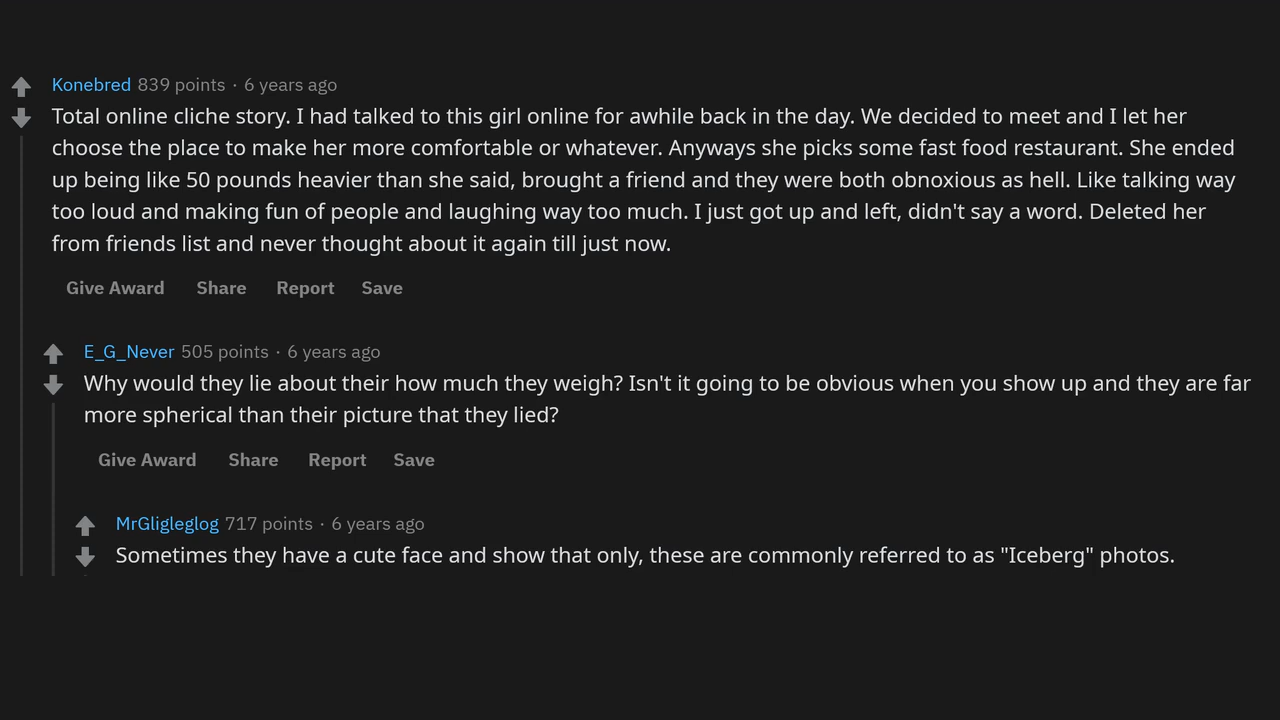 Konebred 839 points · 6 years ago
Total online cliche story. I had talked to this girl online for awhile back in the day. We decided to meet and I let her
choose the place to make her more comfortable or whatever. Anyways she picks some fast food restaurant. She ended
up being like 50 pounds heavier than she said, brought a friend and they were both obnoxious as hell. Like talking way
too loud and making fun of people and laughing way too much. I just got up and left, didn't say a word. Deleted her
from friends list and never thought about it again till just now.
Give Award Share Report Save
E_G_Never 505 points · 6 years ago
Why would they lie about their how much they weigh? Isn't it going to be obvious when you show up and they are far
more spherical than their picture that they lied?
Give Award Share Report Save
MrGligleglog 717 points · 6 years ago
Sometimes they have a cute face and show that only, these are commonly referred to as "Iceberg" photos.